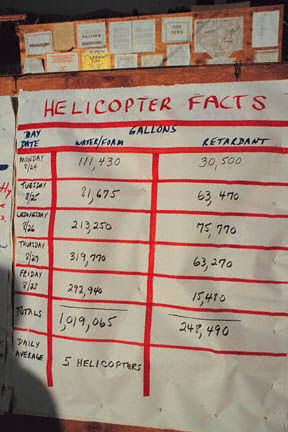 Messenger
WEATHER
FIRE
NEWS
HELICOPTER FACTS
DAY
DATE
GALLONS
WATER/FOAM
RETARDANT
MONDAY
8/24
111,430
30,500
TUESDAY
8/25
81,675
63,470
WEDNESDAY
8/26
213,250
75,770
THURSDAY
8/27
319,770
63,270
FRIDAY
8/28
292,940
15,480
TOTALS
1,019,065
248,490
DAILY
AVERAGE
5 HELICOPTERS